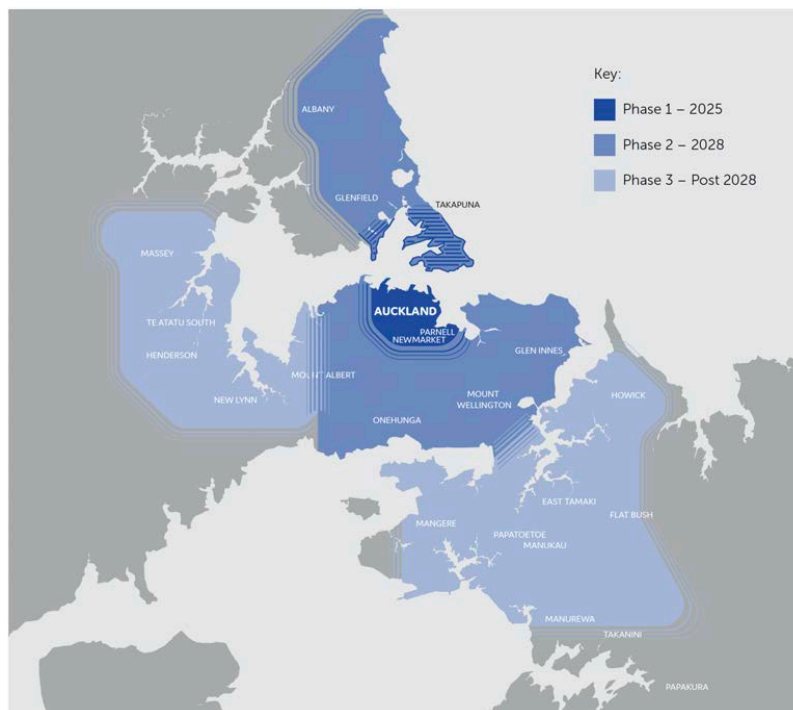 Key:
Phase 1 – 2025
Phase 2 – 2028
Phase 3 – Post 2028
ALBANY
GLENFIELD
TAKAPUNA
MASSEY
AUCKLAND
TE ATATU SOUTH
PARNELL
NEWMARKET
GLEN INNES
HENDERSON
MOUNT ALBERT
NEW LYNN
MOUNT
WELLINGTON
HOWICK
ONEHUNGA
EAST TAMAKI
FLAT BUSH
MANGERE
PAPATOETOE
MANUKAU
MANUREWA
TAKANINI
PAPAKURA